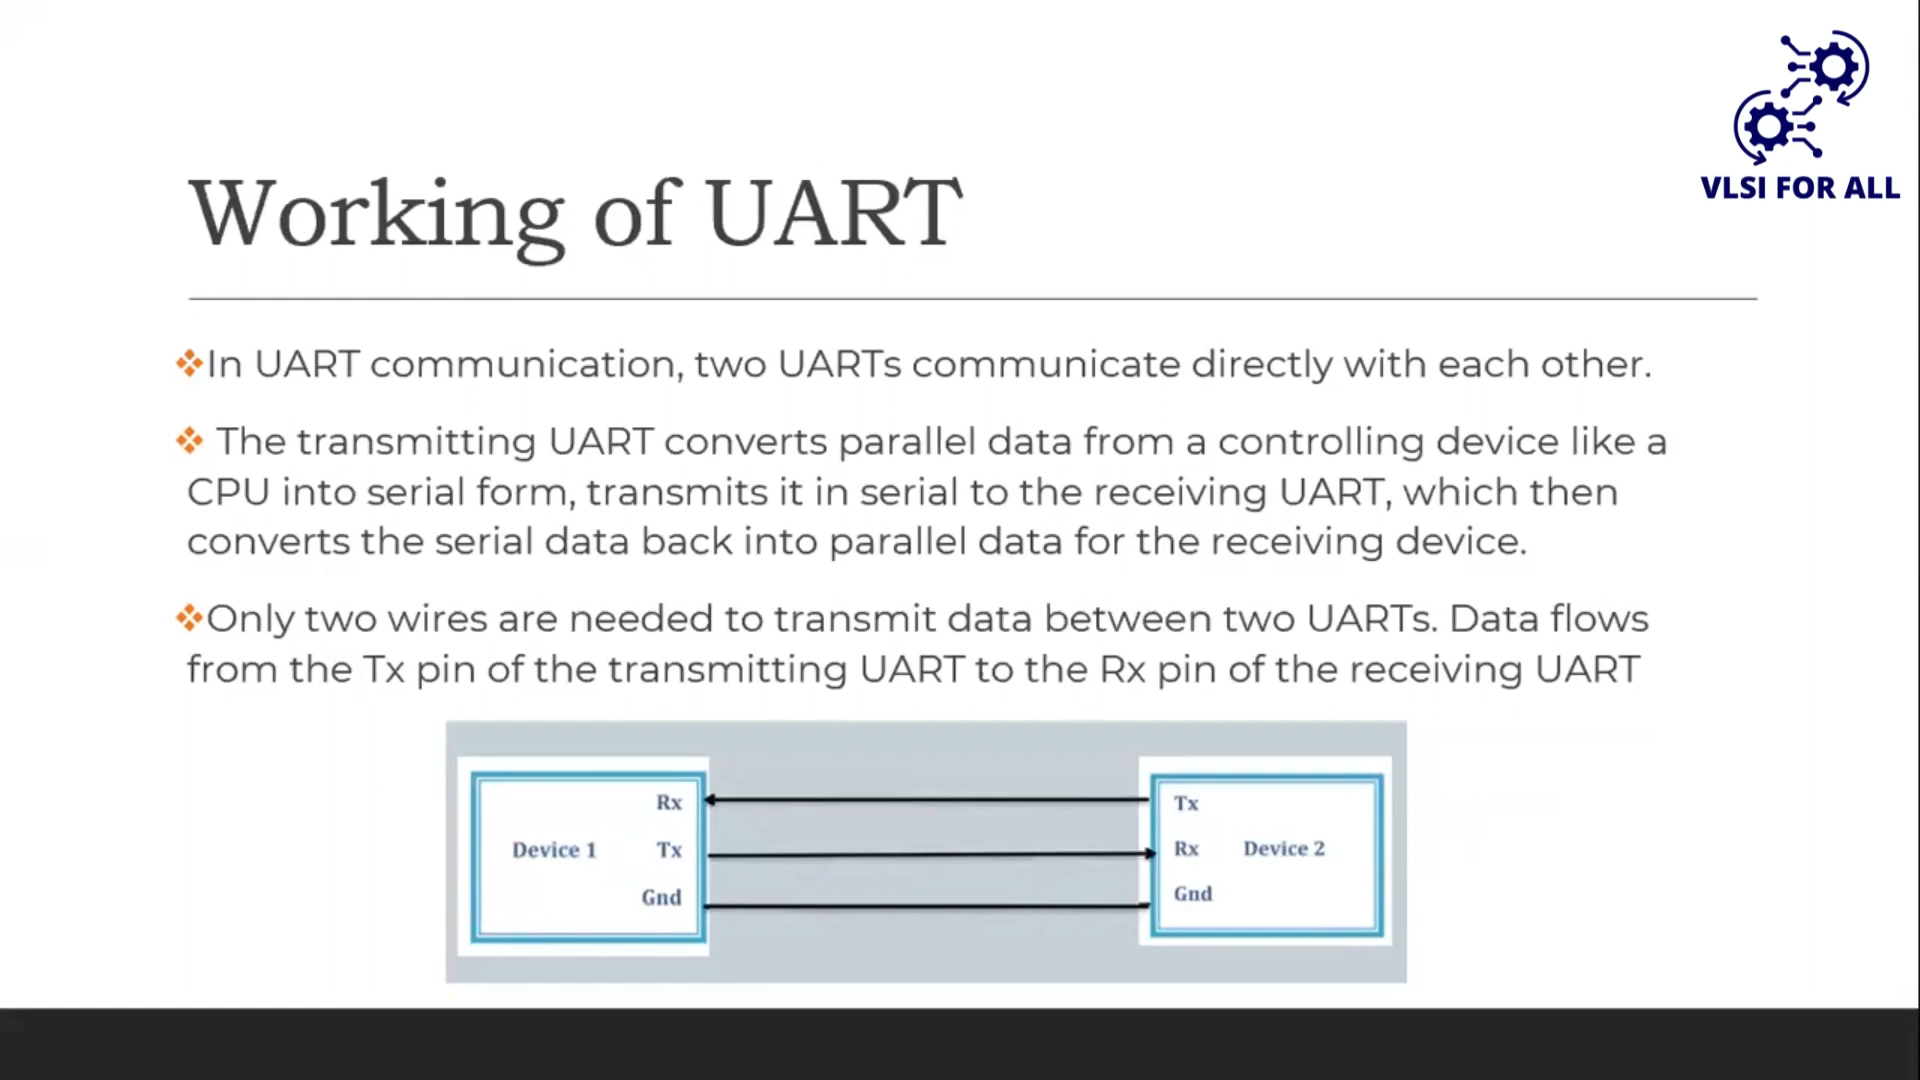 VLSI FOR ALL
Working of UART
In UART communication, two UARTs communicate directly with each other.
The transmitting UART converts parallel data from a controlling device like a
CPU into serial form, transmits it in serial to the receiving UART, which then
converts the serial data back into parallel data for the receiving device.
Only two wires are needed to transmit data between two UARTs. Data flows
from the Tx pin of the transmitting UART to the Rx pin of the receiving UART
Rx
Device 1 Tx
Gnd
Tx
Rx Device 2
Gnd